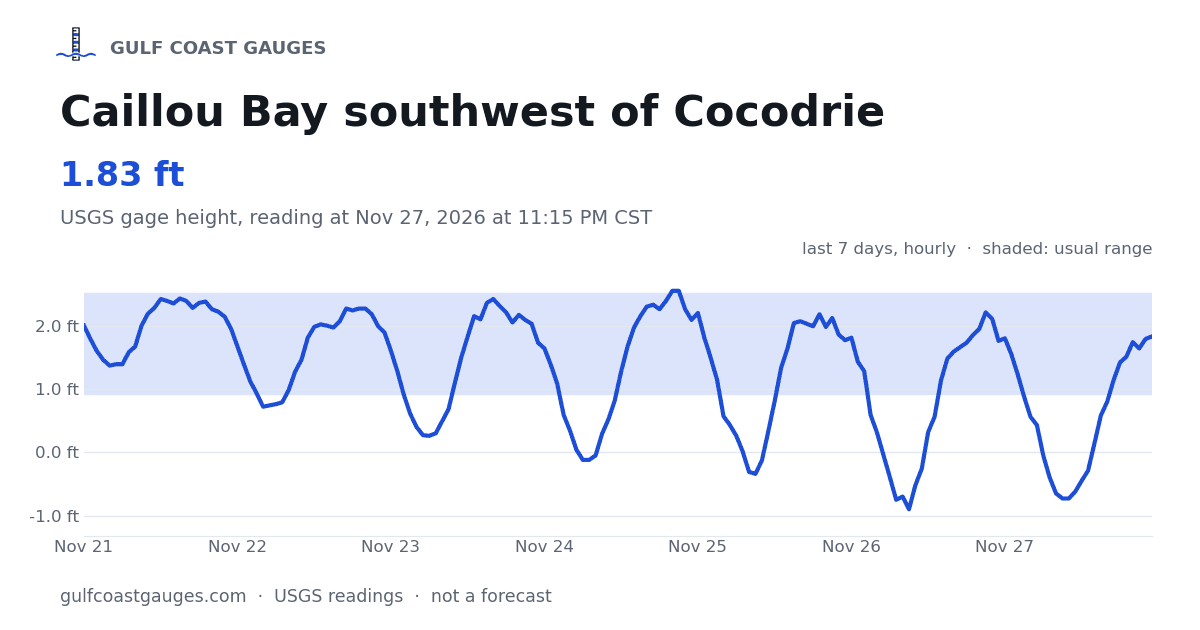 GULF COAST GAUGES
Caillou Bay southwest of Cocodrie
1.83 ft
USGS gage height, reading at Nov 27, 2026 at 11:15 PM CST
last 7 days, hourly · shaded: usual range
2.0 ft
1.0 ft
0.0 ft
-1.0 ft
Nov 21 Nov 22 Nov 23 Nov 24 Nov 25 Nov 26 Nov 27
gulfcoastgauges.com · USGS readings · not a forecast